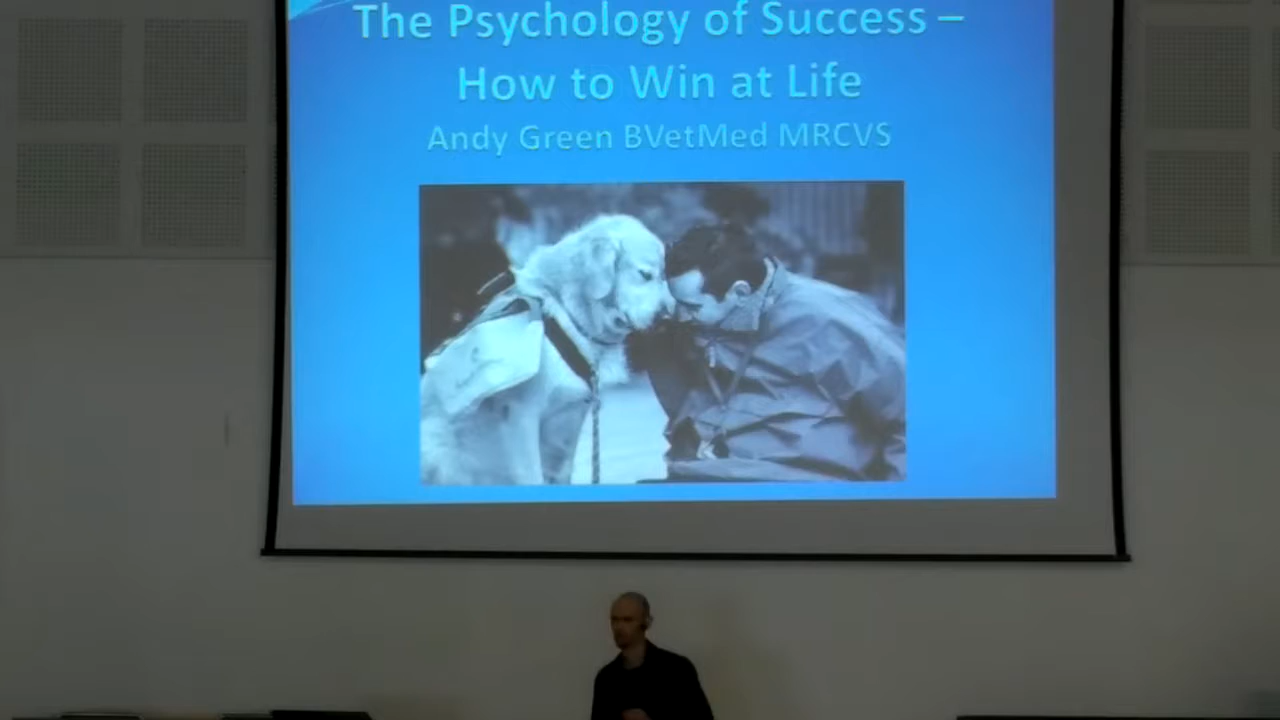 The Psychology of Success –
How to Win at Life
Andy Green BVetMed MRCVS